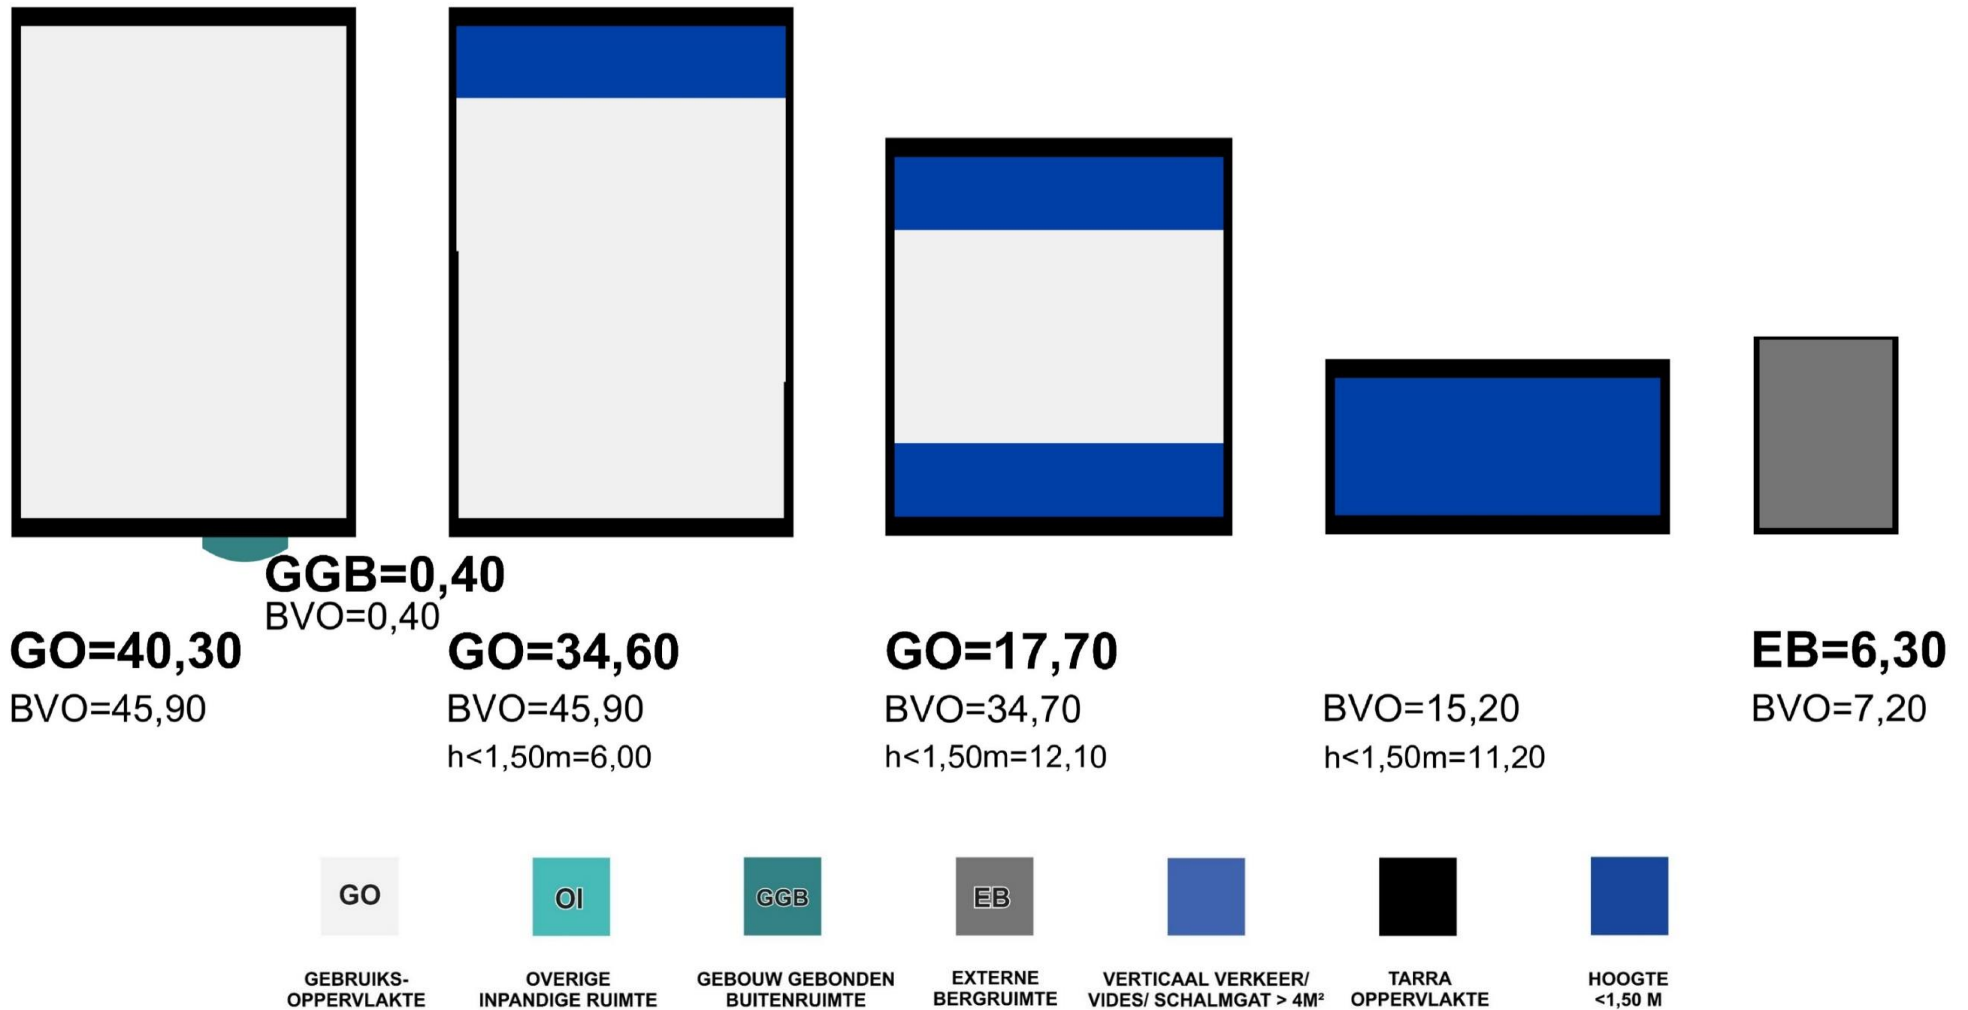 GGB=0,40
BVO=0,40
GO=40,30
BVO=45,90
GO=34,60
BVO=45,90
h<1,50m=6,00
GO=17,70
BVO=34,70
h<1,50m=12,10
BVO=15,20
h<1,50m=11,20
EB=6,30
BVO=7,20
GO
GEBRUIKS-
OPPERVLAKTE
OI
OVERIGE
INPANDIGE RUIMTE
GGB
GEBOUW GEBONDEN
BUITENRUIMTE
EB
EXTERNE
BERGRUIMTE
VERTICAAL VERKEER/
VIDES/ SCHALMGAT > 4M²
TARRA
OPPERVLAKTE
HOOGTE
<1,50 M